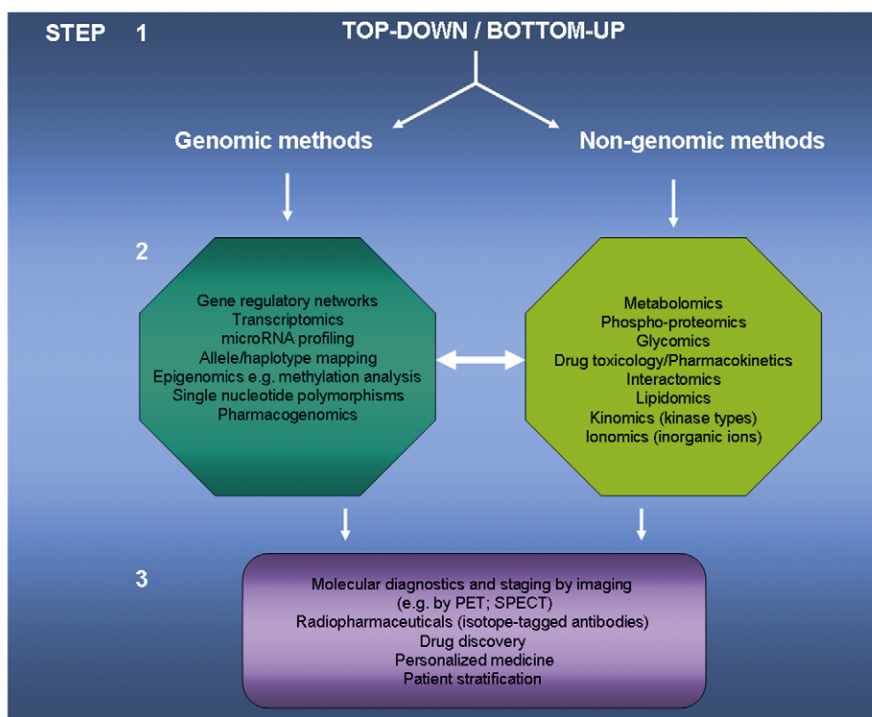 STEP 1 TOP-DOWN / BOTTOM-UP
Genomic methods
Non-genomic methods
2
Gene regulatory networks
Transcriptomics
microRNA profiling
Allele/haplotype mapping
Epigenomics e.g. methylation analysis
Single nucleotide polymorphisms
Pharmacogenomics
Metabolomics
Phospho-proteomics
Glycomics
Drug toxicology/Pharmacokinetics
Interactomics
Lipidomics
Kinomics (kinase types)
Ionomics (inorganic ions)
3
Molecular diagnostics and staging by imaging
(e.g. by PET; SPECT)
Radiopharmaceuticals (isotope-tagged antibodies)
Drug discovery
Personalized medicine
Patient stratification